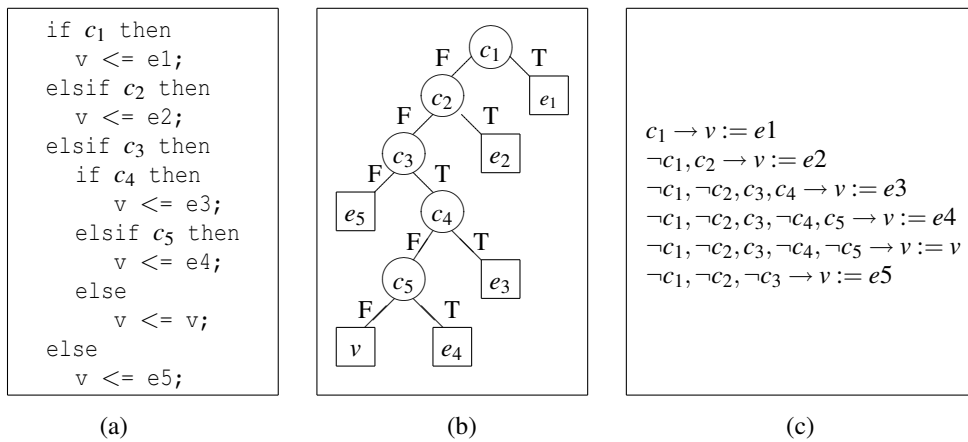 if c₁ then
v <= e1;
elsif c₂ then
v <= e2;
elsif c₃ then
if c₄ then
v <= e3;
elsif c₅ then
v <= e4;
else
v <= v;
else
v <= e5;
(a)
c₁
F T
c₂ e₁
F T
c₃ e₂
F T
e₅ c₄
F T
c₅ e₃
F T
v e₄
(b)
c₁ → v := e1
¬c₁, c₂ → v := e2
¬c₁, ¬c₂, c₃, c₄ → v := e3
¬c₁, ¬c₂, c₃, ¬c₄, c₅ → v := e4
¬c₁, ¬c₂, c₃, ¬c₄, ¬c₅ → v := v
¬c₁, ¬c₂, ¬c₃ → v := e5
(c)